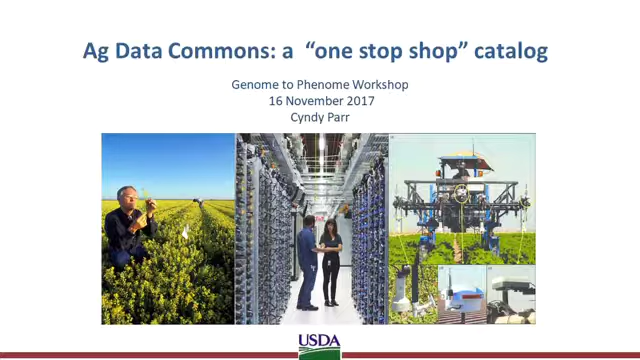 Ag Data Commons: a “one stop shop” catalog
Genome to Phenome Workshop
16 November 2017
Cyndy Parr
USDA